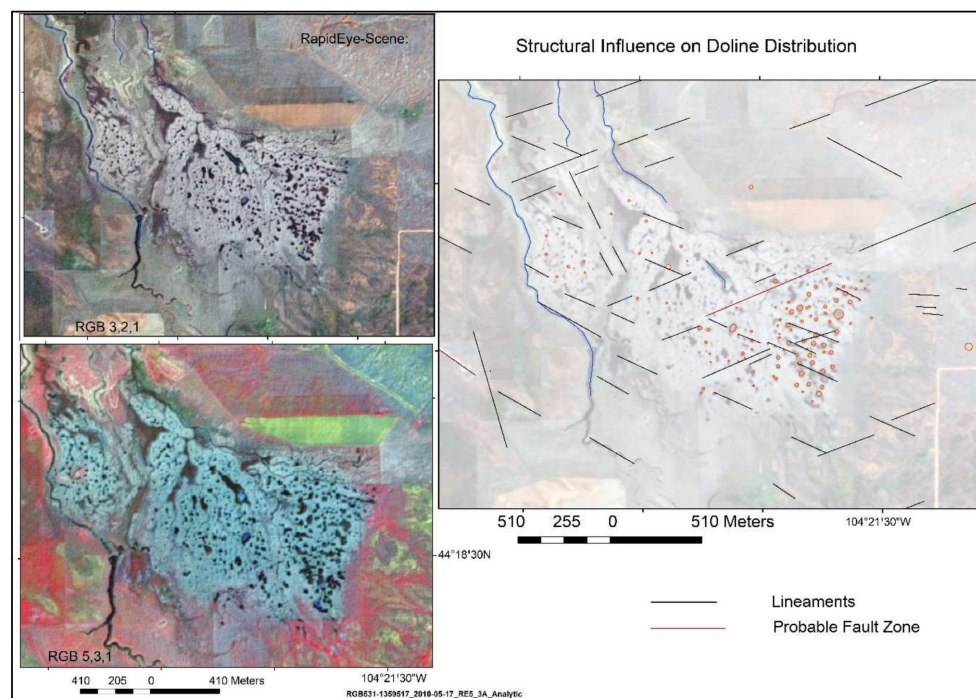 RapidEye-Scene:
RGB 3,2,1
RGB 5,3,1
410 205 0 410 Meters
104°21'30"W
RGB531-1359517_2010-05-17_RE5_3A_Analytic
Structural Influence on Doline Distribution
510 255 0 510 Meters
104°21'30"W
44°18'30N
Lineaments
Probable Fault Zone